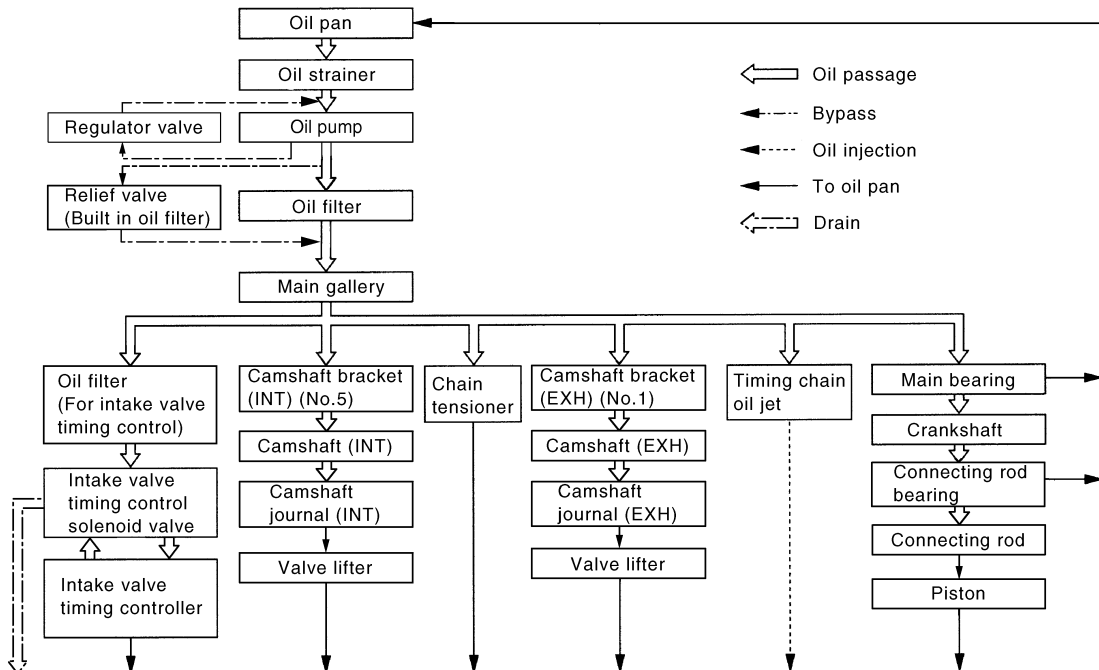 Oil pan
Oil strainer
Regulator valve
Oil pump
Relief valve
(Built in oil filter)
Oil filter
Main gallery
Oil passage
Bypass
Oil injection
To oil pan
Drain
Oil filter
(For intake valve
timing control)
Intake valve
timing control
solenoid valve
Intake valve
timing controller
Camshaft bracket
(INT) (No.5)
Camshaft (INT)
Camshaft
journal (INT)
Valve lifter
Chain
tensioner
Camshaft bracket
(EXH) (No.1)
Camshaft (EXH)
Camshaft
journal (EXH)
Valve lifter
Timing chain
oil jet
Main bearing
Crankshaft
Connecting rod
bearing
Connecting rod
Piston